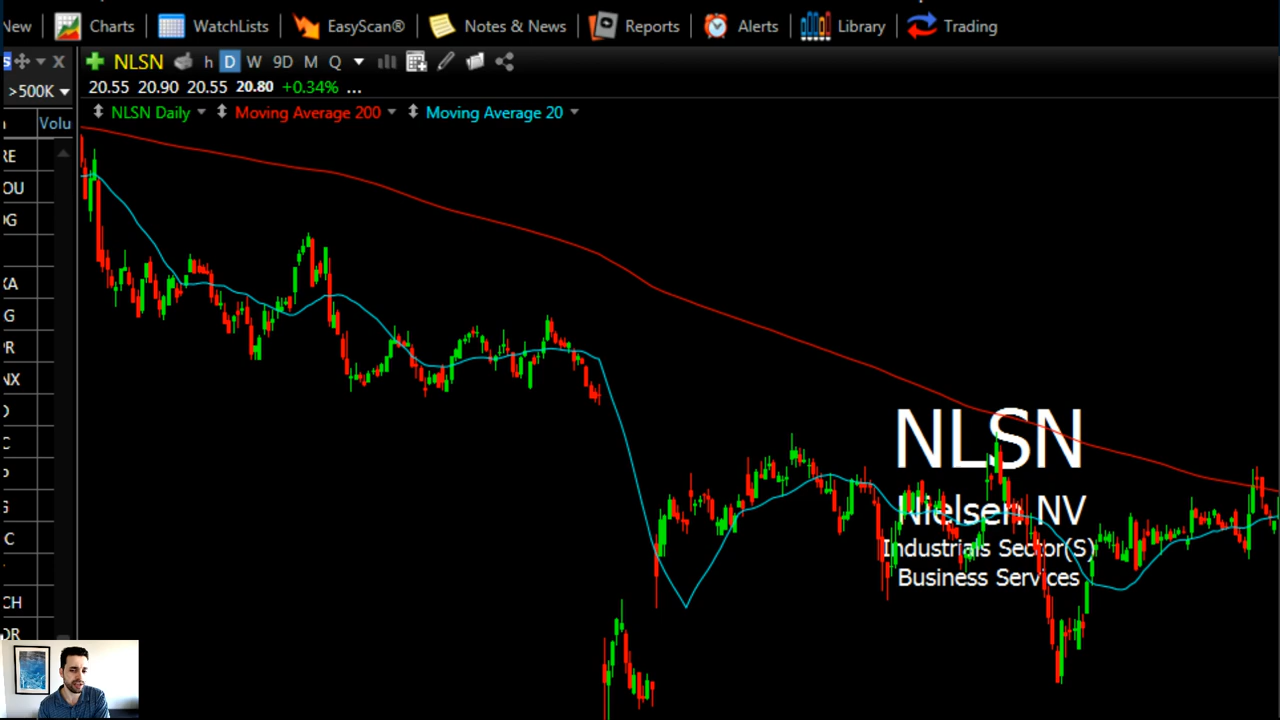 New Charts WatchLists EasyScan® Notes & News Reports Alerts Library Trading
X NLSN h D W 9D M Q
>500K 20.55 20.90 20.55 20.80 +0.34% ...
Volu NLSN Daily Moving Average 200 Moving Average 20
RE
OU
OG
KA
G
PR
NX
C
P
G
C
CH
OR
NLSN
Nielsen NV
Industrials Sector(S)
Business Services